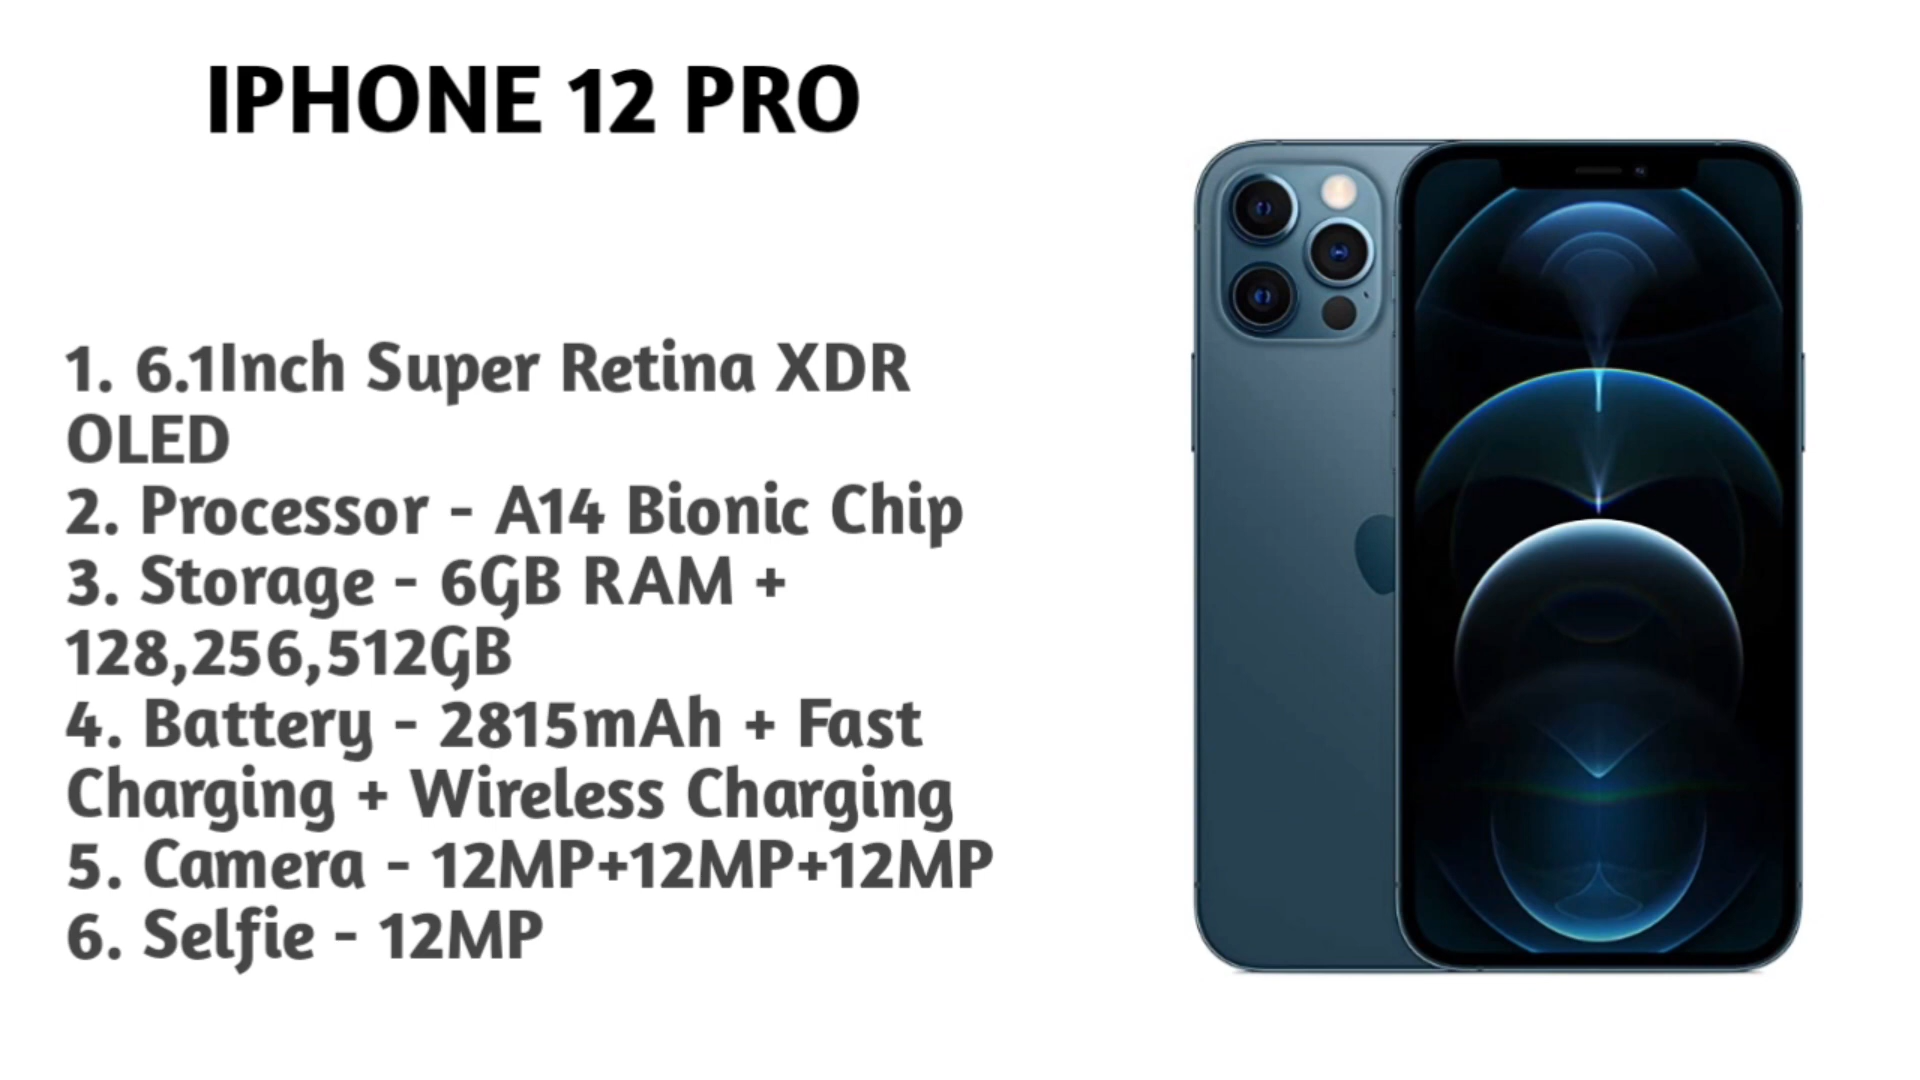 IPHONE 12 PRO
1. 6.1Inch Super Retina XDR
OLED
2. Processor - A14 Bionic Chip
3. Storage - 6GB RAM +
128,256,512GB
4. Battery - 2815mAh + Fast
Charging + Wireless Charging
5. Camera - 12MP+12MP+12MP
6. Selfie - 12MP